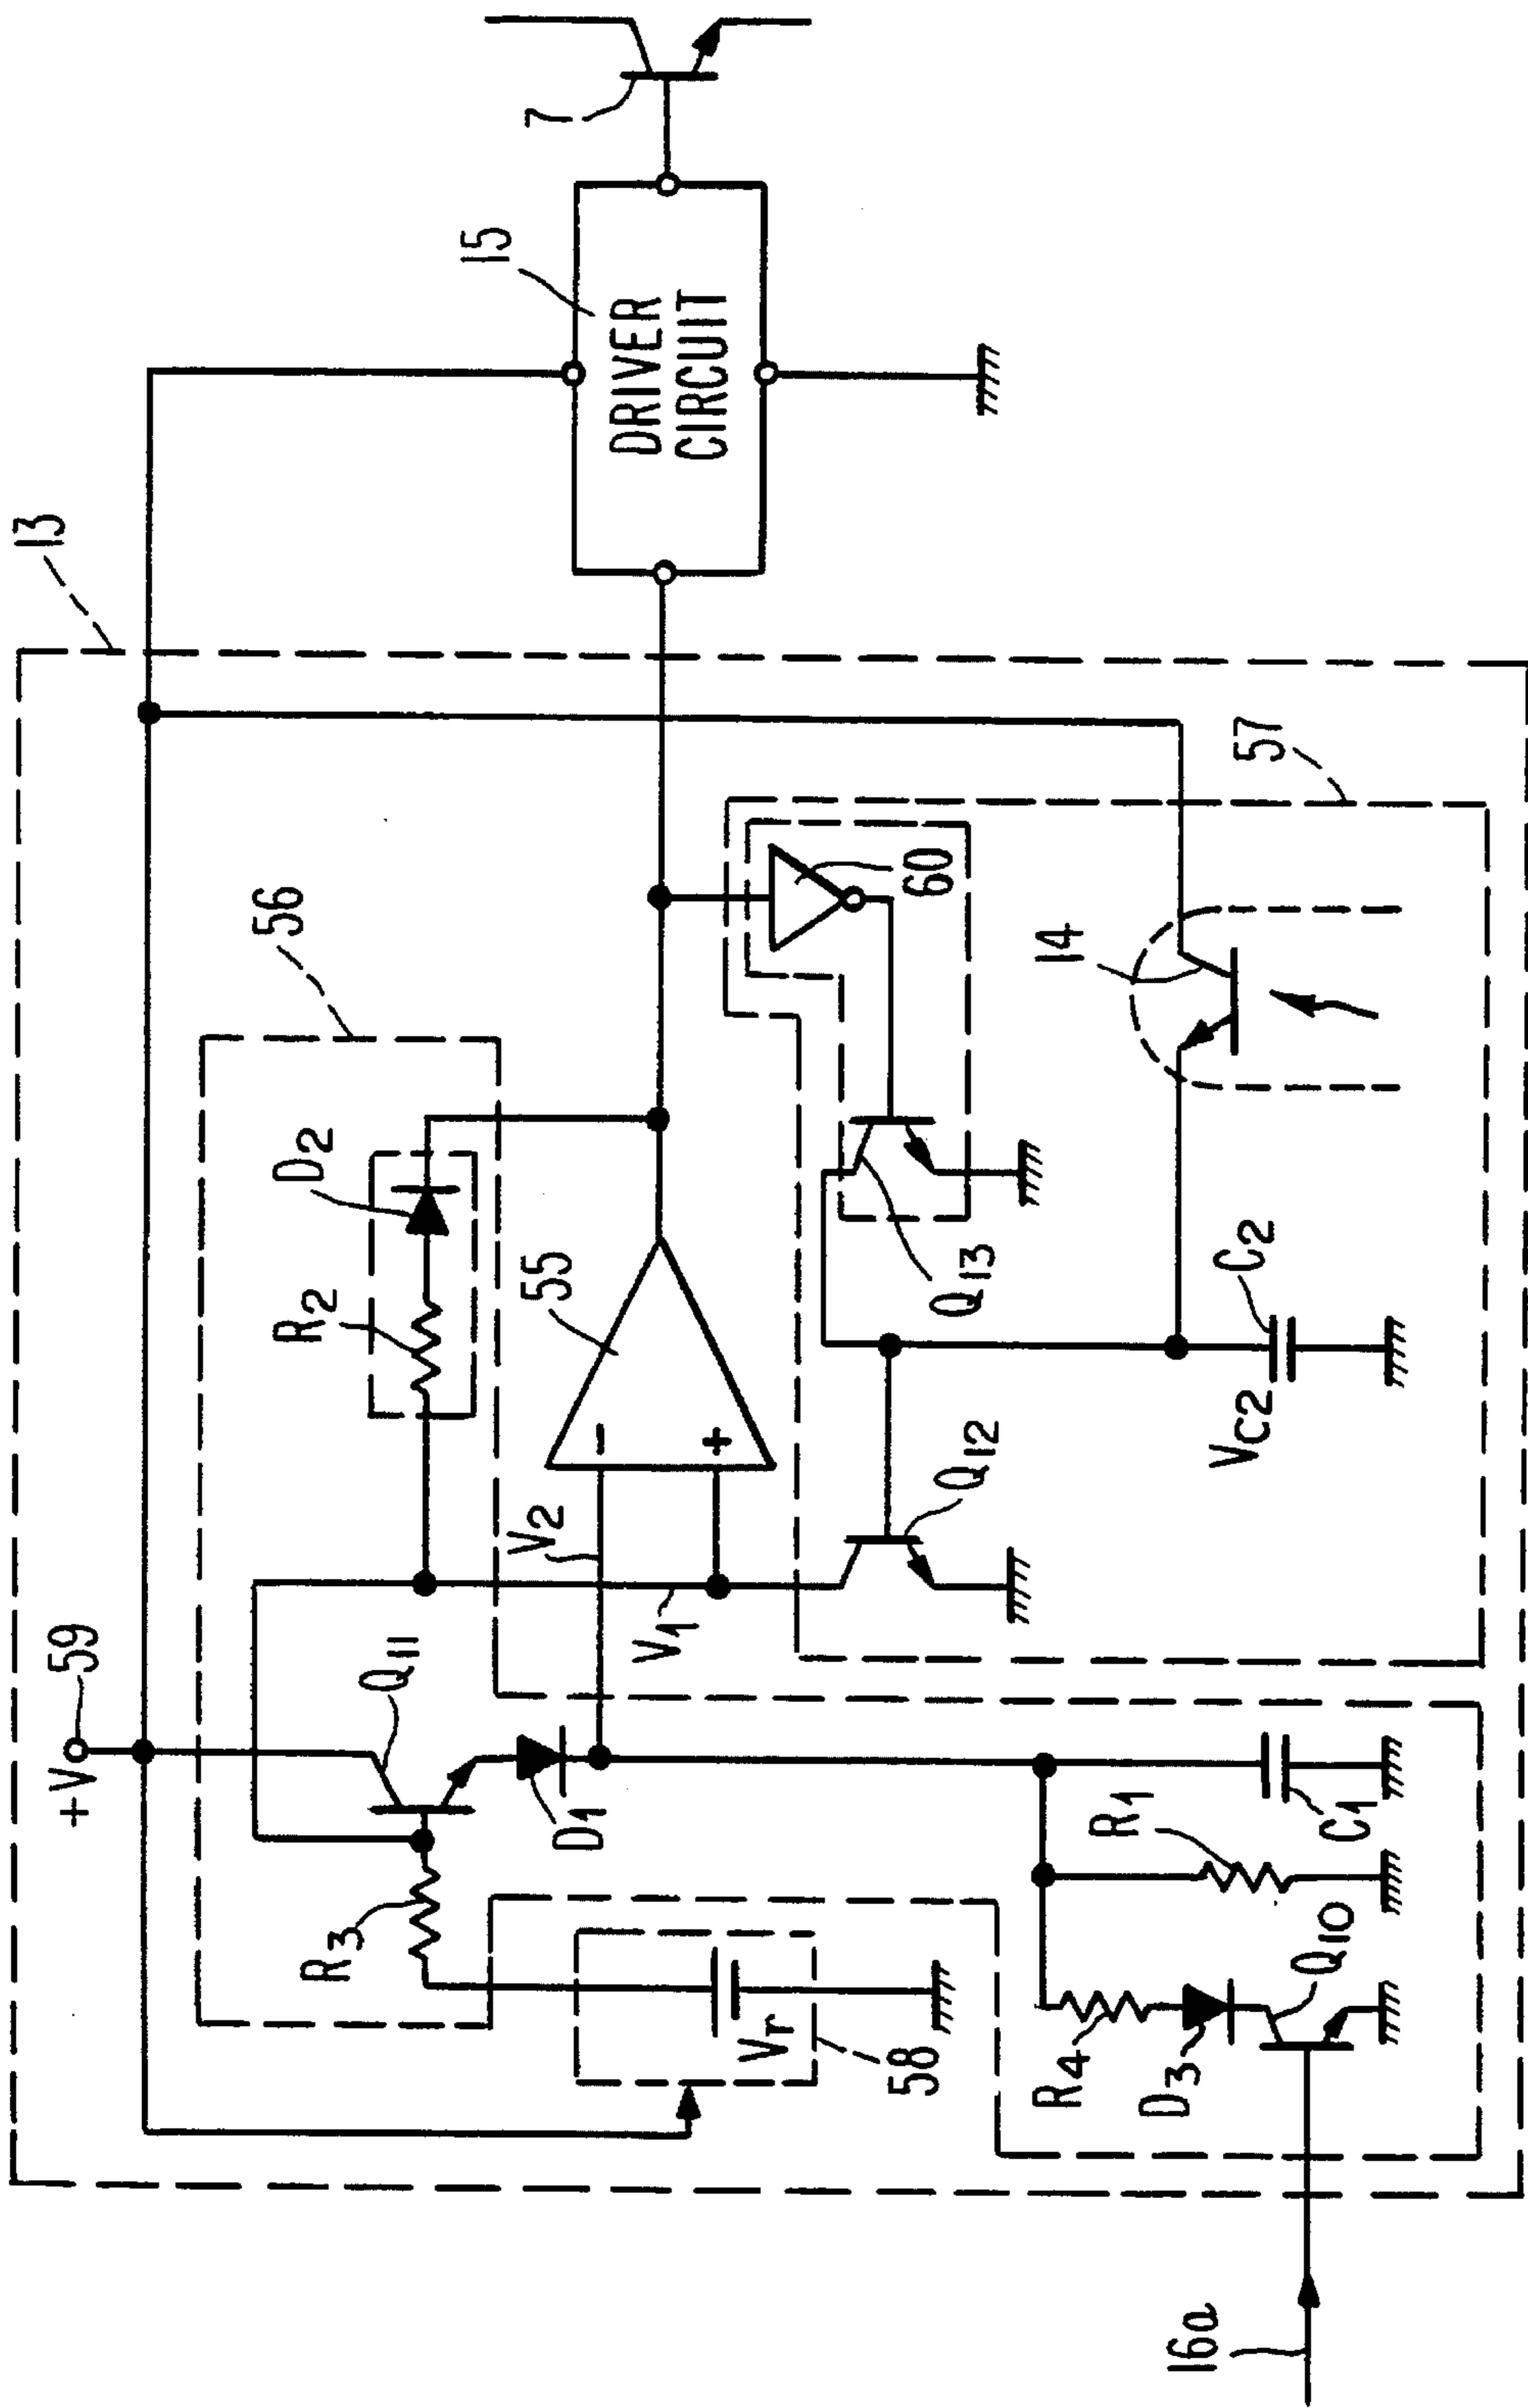 13
+V
59
56
Q11
R3
D1
R2
D2
V2
V1
55
Vr
58
Q12
Q13
60
57
14
VC2
C2
R4
D3
Q10
R1
C1
16a
15
DRIVER
CIRCUIT
7
-
+